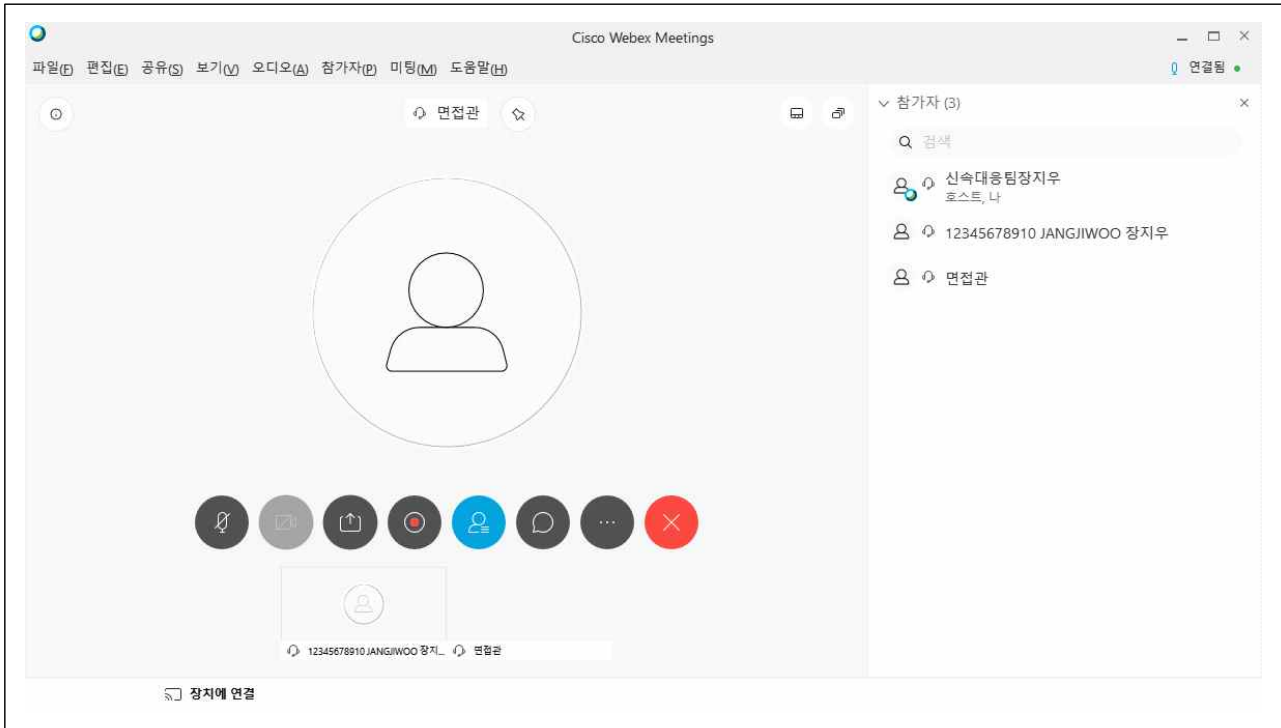 Cisco Webex Meetings
파일(F) 편집(E) 공유(S) 보기(V) 오디오(A) 참가자(P) 미팅(M) 도움말(H)
연결됨
면접관
참가자 (3)
검색
신속대응팀장지우
호스트, 나
12345678910 JANGJIWOO 장지우
면접관
12345678910 JANGJIWOO 장지... 면접관
장치에 연결